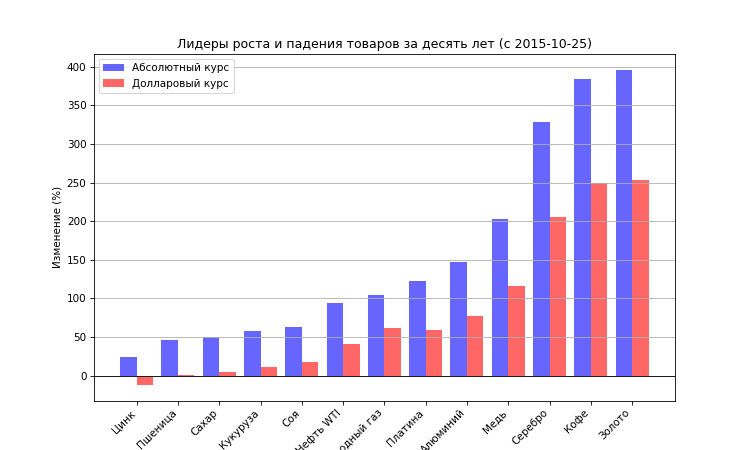 Лидеры роста и падения товаров за десять лет (с 2015-10-25)
Абсолютный курс
Долларовый курс
Изменение (%)
400
350
300
250
200
150
100
50
0
Цинк
Пшеница
Сахар
Кукуруза
Соя
Нефть WTI
газ
Платина
Алюминий
Медь
Серебро
Кофе
Золото